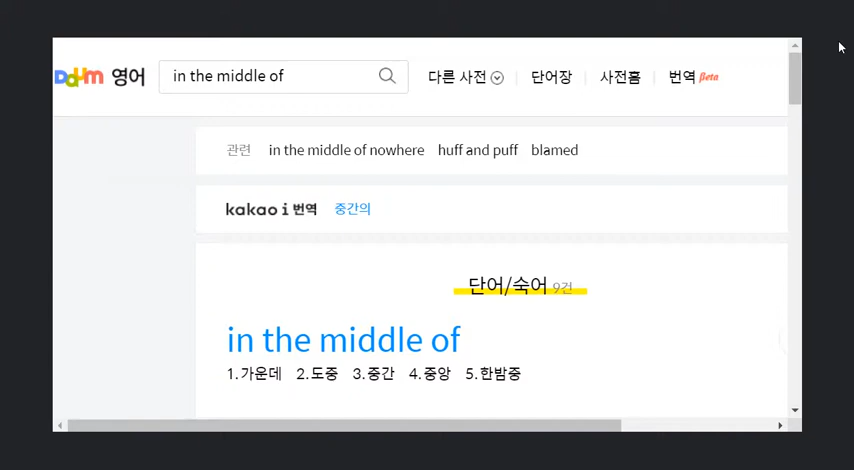 Daum 영어 in the middle of 다른 사전 단어장 사전홈 번역 Beta
관련 in the middle of nowhere huff and puff blamed
kakao i 번역 중간의
단어/숙어 9건
in the middle of
1.가운데 2.도중 3.중간 4.중앙 5.한밤중